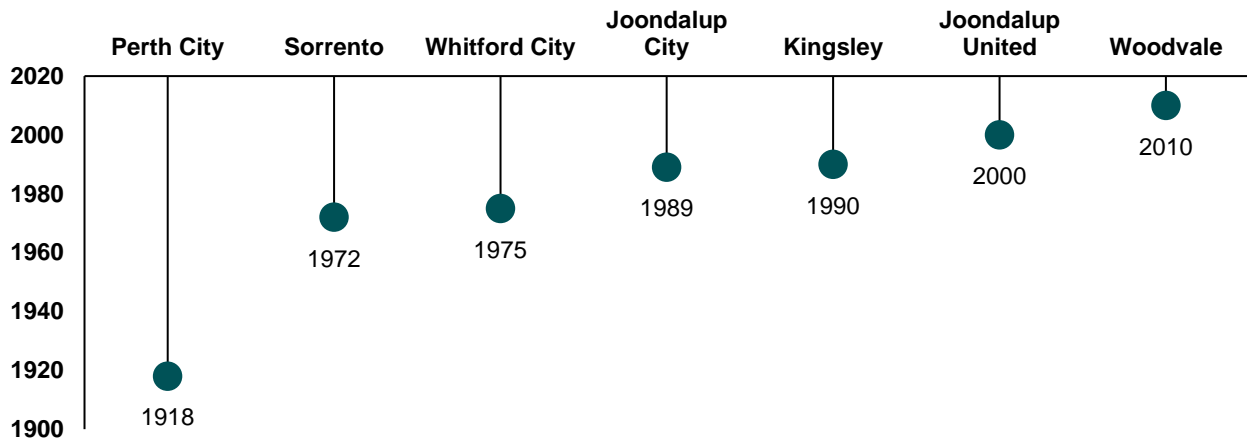 Perth City
Sorrento
Whitford City
Joondalup
City
Kingsley
Joondalup
United
Woodvale
2020
2000
1980
1960
1940
1920
1900
1918
1972
1975
1989
1990
2000
2010